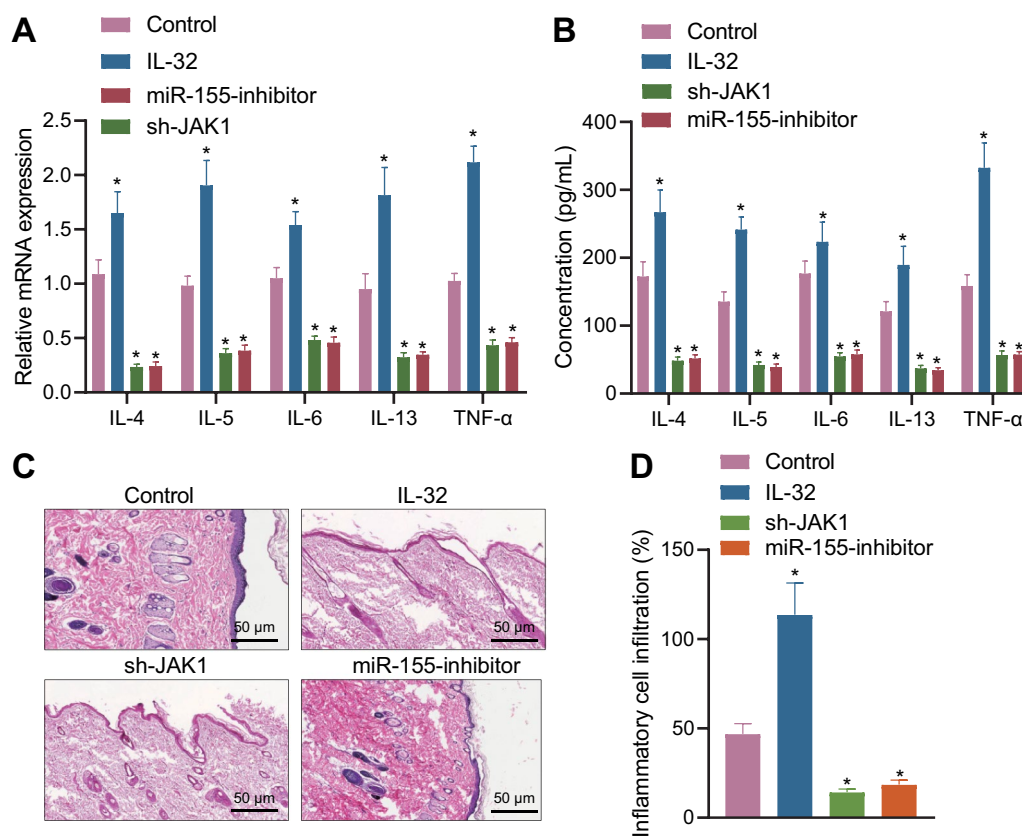 A
Control
IL-32
miR-155-inhibitor
sh-JAK1
Relative mRNA expression
2.5
2.0
1.5
1.0
0.5
0.0
* * * * *
* * * * * * * * * *
IL-4 IL-5 IL-6 IL-13 TNF-α
B
Control
IL-32
sh-JAK1
miR-155-inhibitor
Concentration (pg/mL)
400
300
200
100
0
* * * * *
* * * * * * * * * *
IL-4 IL-5 IL-6 IL-13 TNF-α
C
Control IL-32
50 µm 50 µm
sh-JAK1 miR-155-inhibitor
50 µm 50 µm
D
Control
IL-32
sh-JAK1
miR-155-inhibitor
Inflammatory cell infiltration (%)
150
100
50
0
*
* *